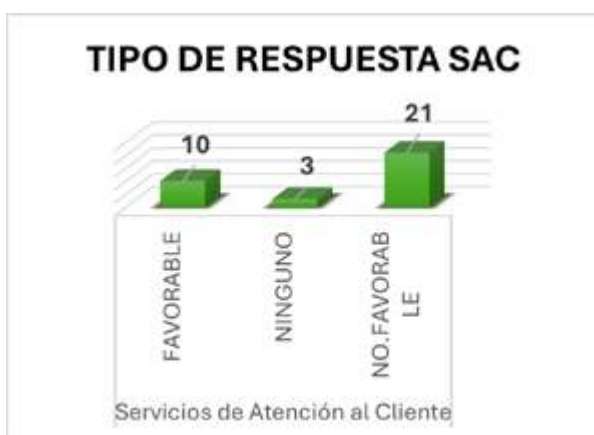 TIPO DE RESPUESTA SAC
10
3
21
FAVORABLE
NINGUNO
NO.FAVORAB
LE
Servicios de Atención al Cliente